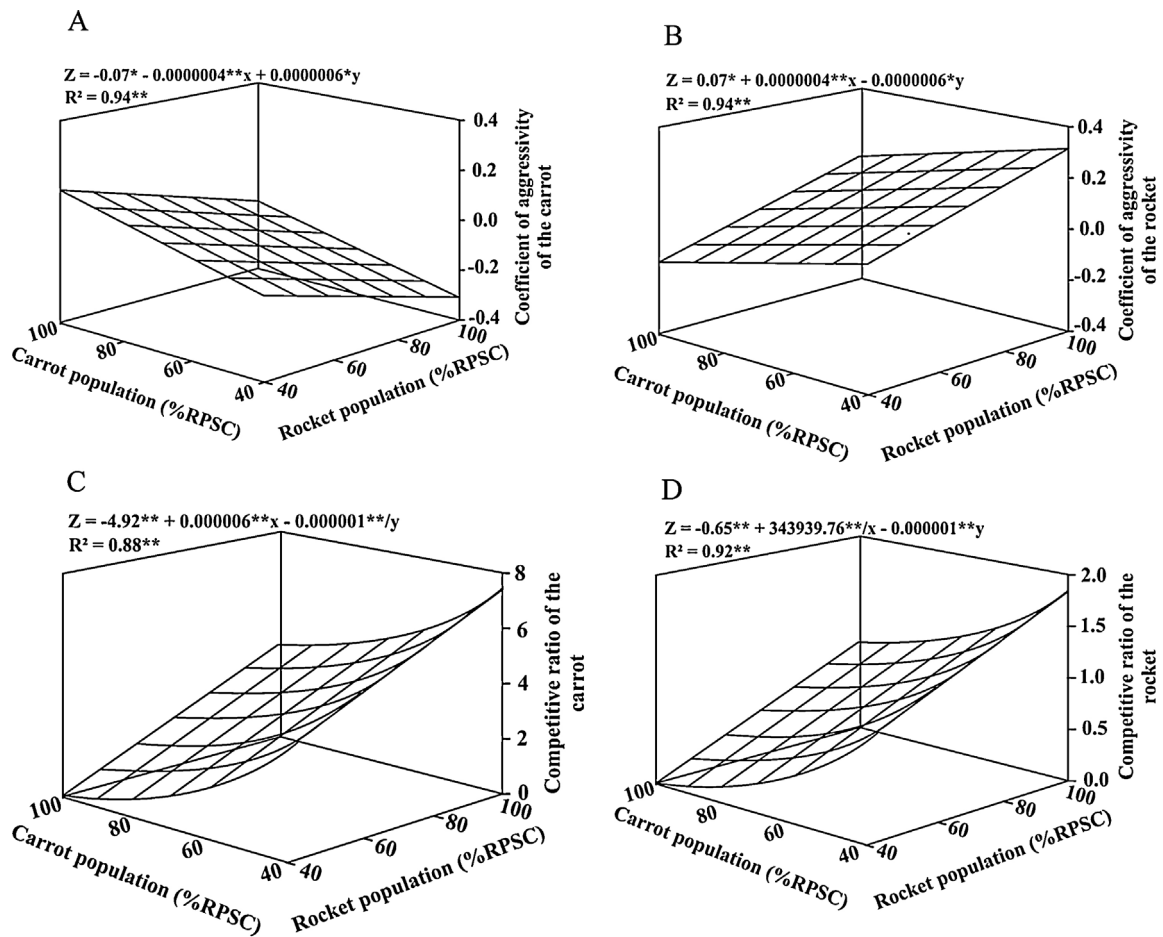 A
Z = -0.07* - 0.0000004**x + 0.0000006*y
R² = 0.94**
0.4
0.2
0.0
-0.2
-0.4
Coefficient of aggressivity
of the carrot
100
80
60
40
Carrot population (%RPSC)
40
60
80
100
Rocket population (%RPSC)
B
Z = 0.07* + 0.0000004**x - 0.0000006*y
R² = 0.94**
0.4
0.2
0.0
-0.2
-0.4
Coefficient of aggressivity
of the rocket
100
80
60
40
Carrot population (%RPSC)
40
60
80
100
Rocket population (%RPSC)
C
Z = -4.92** + 0.000006**x - 0.000001**/y
R² = 0.88**
8
6
4
2
0
Competitive ratio of the
carrot
100
80
60
40
Carrot population (%RPSC)
40
60
80
100
Rocket population (%RPSC)
D
Z = -0.65** + 343939.76**/x - 0.000001**y
R² = 0.92**
2.0
1.5
1.0
0.5
0.0
Competitive ratio of the
rocket
100
80
60
40
Carrot population (%RPSC)
40
60
80
100
Rocket population (%RPSC)